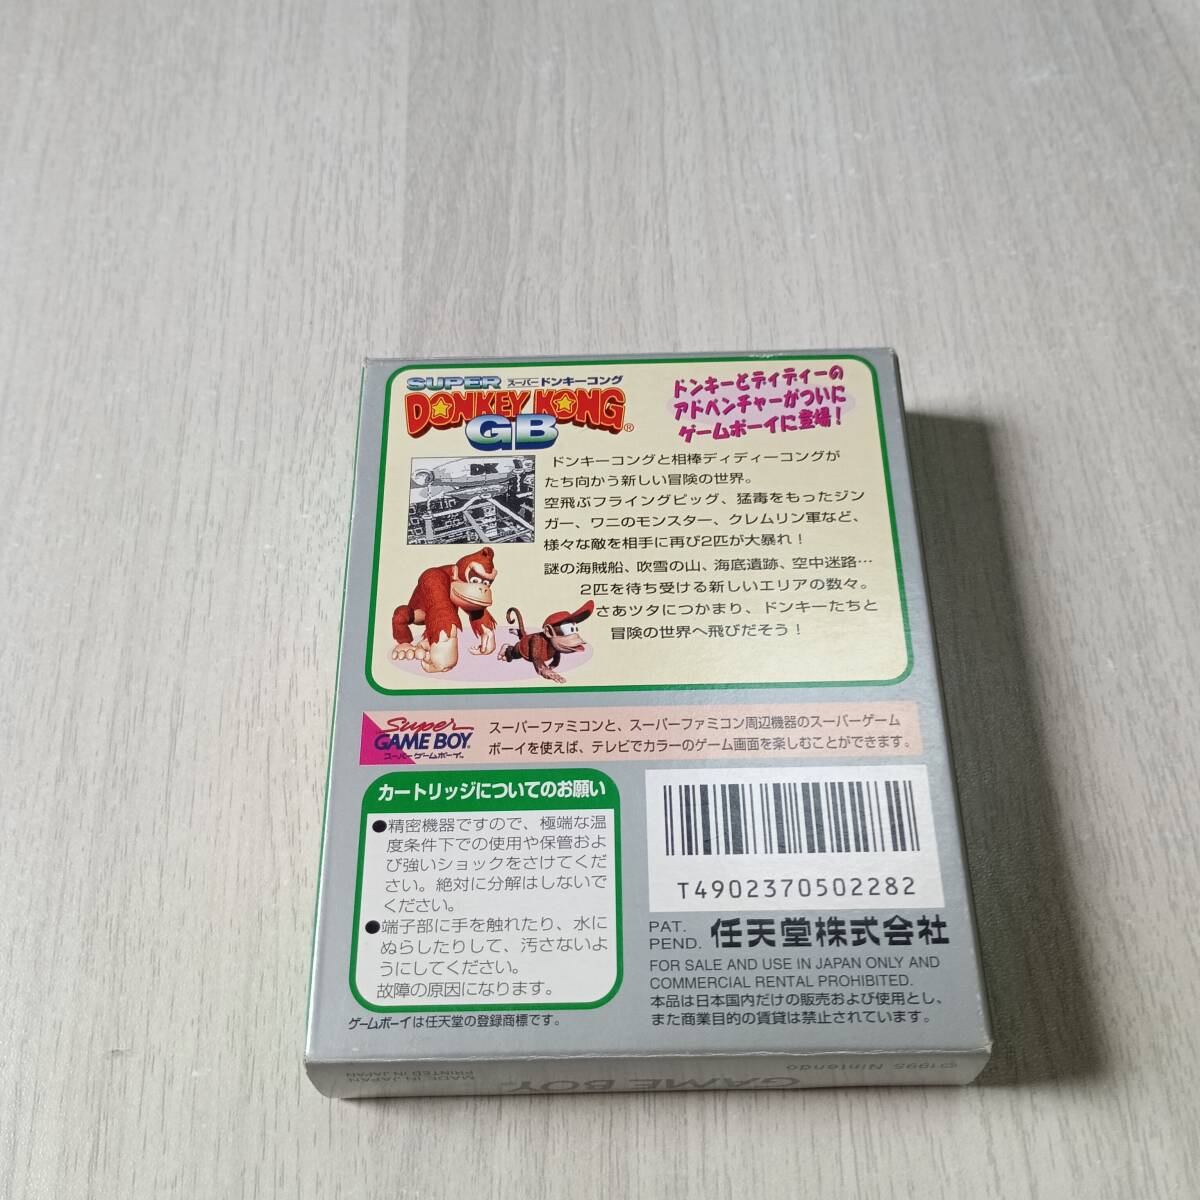 SUPER スーパードンキーコング
DONKEY KONG®
GB
ドンキーとディディーの
アドベンチャーがついに
ゲームボーイに登場！
DK
ドンキーコングと相棒ディディーコングが
たち向かう新しい冒険の世界。
空飛ぶフライングピッグ、猛毒をもったジン
ガー、ワニのモンスター、クレムリン軍など、
様々な敵を相手に再び2匹が大暴れ！
謎の海賊船、吹雪の山、海底遺跡、空中迷路…
2匹を待ち受ける新しいエリアの数々。
さあツタにつかまり、ドンキーたちと
冒険の世界へ飛びだそう！
Super
GAME BOY™
スーパーゲームボーイ™
スーパーファミコンと、スーパーファミコン周辺機器のスーパーゲーム
ボーイを使えば、テレビでカラーのゲーム画面を楽しむことができます。
カートリッジについてのお願い
●精密機器ですので、極端な温
度条件下での使用や保管およ
び強いショックをさけてくだ
さい。絶対に分解はしないで
ください。
●端子部に手を触れたり、水に
ぬらしたりして、汚さないよ
うにしてください。
故障の原因になります。
ゲームボーイは任天堂の登録商標です。
T4902370502282
PAT.
PEND. 任天堂株式会社
FOR SALE AND USE IN JAPAN ONLY AND
COMMERCIAL RENTAL PROHIBITED.
本品は日本国内だけの販売および使用とし、
また商業目的の賃貸は禁止されています。
©1995 Nintendo
GAME BOY™
MADE IN JAPAN
PRINTED IN JAPAN